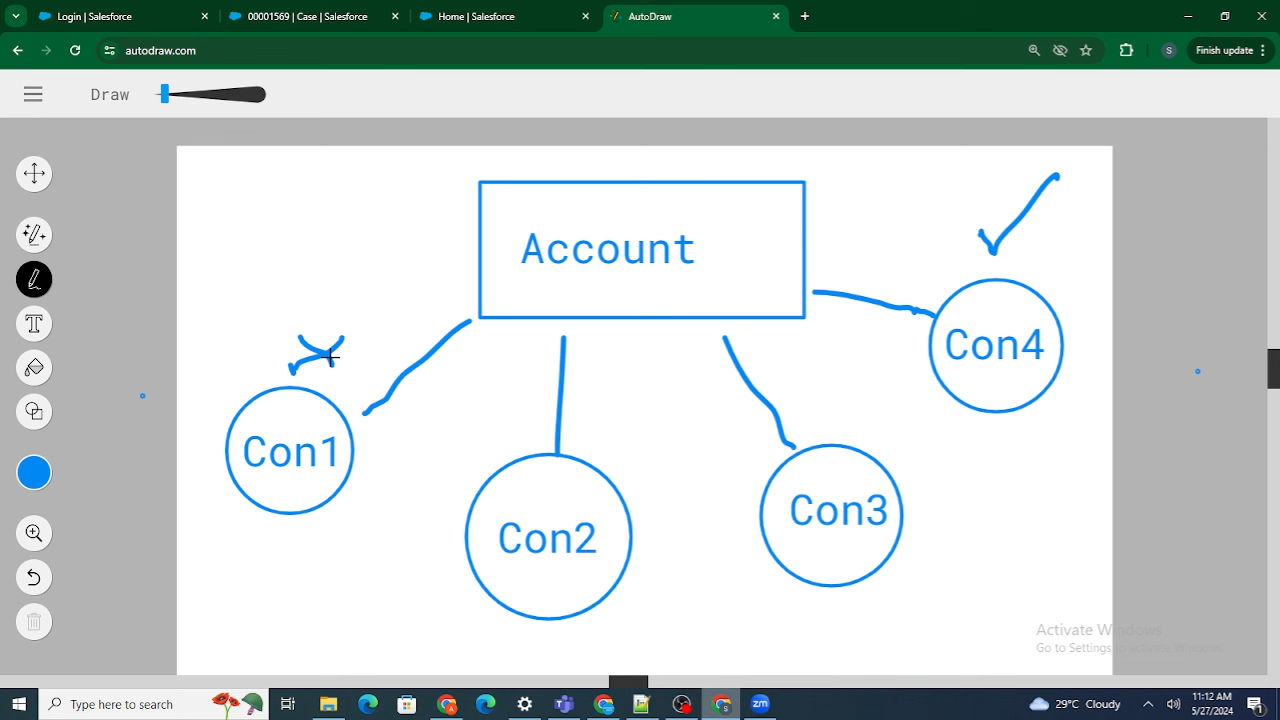 Login | Salesforce
00001569 | Case | Salesforce
Home | Salesforce
AutoDraw
autodraw.com
S
Finish update
Draw
Account
Con4
Con1
Con3
Con2
Activate Windows
Go to Settings to activate Windows.
Type here to search
zm
29°C Cloudy
11:12 AM
5/27/2024
1